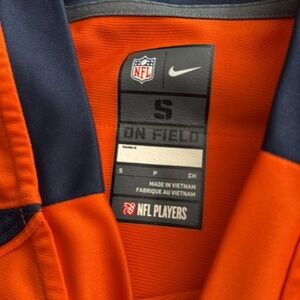 NFL
S
ON FIELD
S P CH
MADE IN VIETNAM
FABRIQUÉ AU VIETNAM
NFL PLAYERS